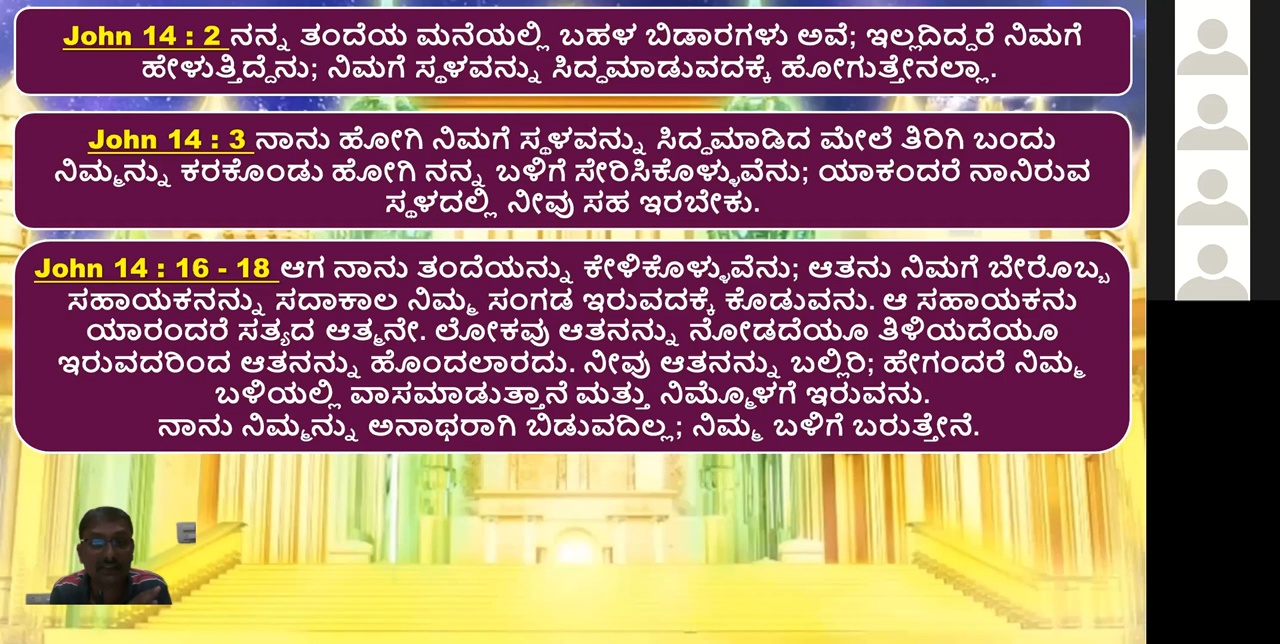 John 14 : 2 ನನ್ನ ತಂದೆಯ ಮನೆಯಲ್ಲಿ ಬಹಳ ಬಿಡಾರಗಳು ಅವೆ; ಇಲ್ಲದಿದ್ದರೆ ನಿಮಗೆ
ಹೇಳುತ್ತಿದ್ದೆನು; ನಿಮಗೆ ಸ್ಥಳವನ್ನು ಸಿದ್ಧಮಾಡುವದಕ್ಕೆ ಹೋಗುತ್ತೇನಲ್ಲಾ.
John 14 : 3 ನಾನು ಹೋಗಿ ನಿಮಗೆ ಸ್ಥಳವನ್ನು ಸಿದ್ಧಮಾಡಿದ ಮೇಲೆ ತಿರಿಗಿ ಬಂದು
ನಿಮ್ಮನ್ನು ಕರಕೊಂಡು ಹೋಗಿ ನನ್ನ ಬಳಿಗೆ ಸೇರಿಸಿಕೊಳ್ಳುವೆನು; ಯಾಕಂದರೆ ನಾನಿರುವ
ಸ್ಥಳದಲ್ಲಿ ನೀವು ಸಹ ಇರಬೇಕು.
John 14 : 16 - 18 ಆಗ ನಾನು ತಂದೆಯನ್ನು ಕೇಳಿಕೊಳ್ಳುವೆನು; ಆತನು ನಿಮಗೆ ಬೇರೊಬ್ಬ
ಸಹಾಯಕನನ್ನು ಸದಾಕಾಲ ನಿಮ್ಮ ಸಂಗಡ ಇರುವದಕ್ಕೆ ಕೊಡುವನು. ಆ ಸಹಾಯಕನು
ಯಾರಂದರೆ ಸತ್ಯದ ಆತ್ಮನೇ. ಲೋಕವು ಆತನನ್ನು ನೋಡದೆಯೂ ತಿಳಿಯದೆಯೂ
ಇರುವದರಿಂದ ಆತನನ್ನು ಹೊಂದಲಾರದು. ನೀವು ಆತನನ್ನು ಬಲ್ಲಿರಿ; ಹೇಗಂದರೆ ನಿಮ್ಮ
ಬಳಿಯಲ್ಲಿ ವಾಸಮಾಡುತ್ತಾನೆ ಮತ್ತು ನಿಮ್ಮೊಳಗೆ ಇರುವನು.
ನಾನು ನಿಮ್ಮನ್ನು ಅನಾಥರಾಗಿ ಬಿಡುವದಿಲ್ಲ; ನಿಮ್ಮ ಬಳಿಗೆ ಬರುತ್ತೇನೆ.